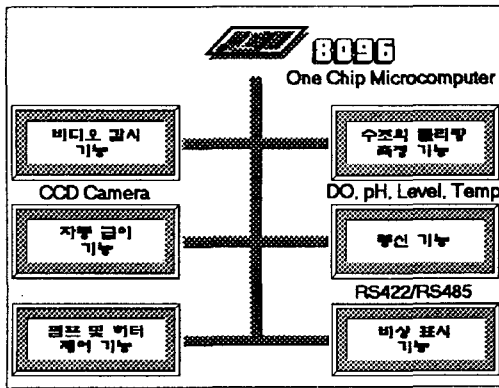 8096
One Chip Microcomputer
비디오 감시
기능
수조의 물리량
측정 기능
CCD Camera
DO, pH, Level, Temp
자동 급이
기능
통신 기능
RS422/RS485
펌프 및 히터
제어 기능
비상 표시
기능